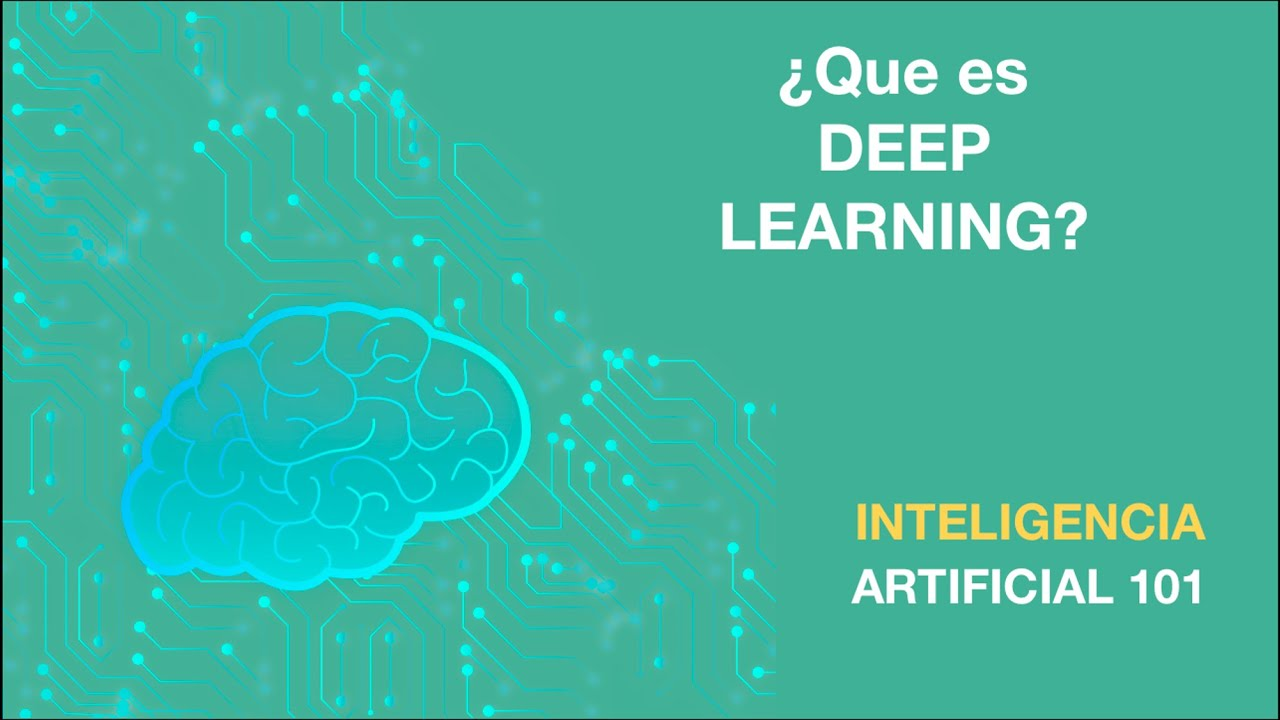 ¿Que es
DEEP
LEARNING?
INTELIGENCIA
ARTIFICIAL 101